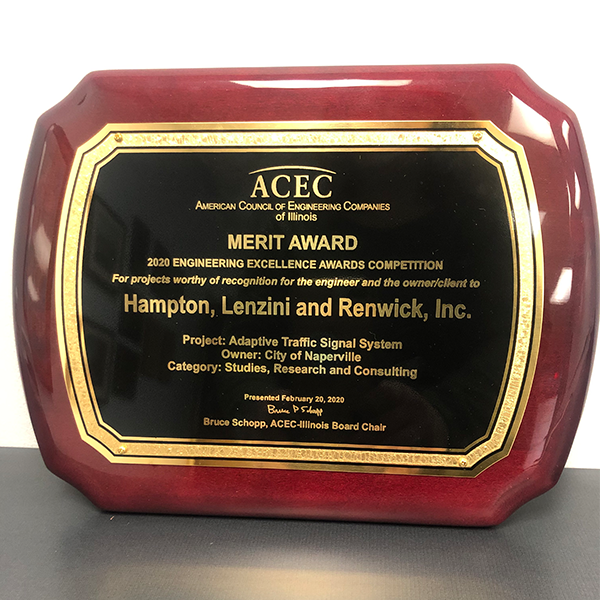 ACEC
AMERICAN COUNCIL OF ENGINEERING COMPANIES
of Illinois
MERIT AWARD
2020 ENGINEERING EXCELLENCE AWARDS COMPETITION
For projects worthy of recognition for the engineer and the owner/client to
Hampton, Lenzini and Renwick, Inc.
Project: Adaptive Traffic Signal System
Owner: City of Naperville
Category: Studies, Research and Consulting
Presented February 20, 2020
Bruce P Schopp
Bruce Schopp, ACEC-Illinois Board Chair